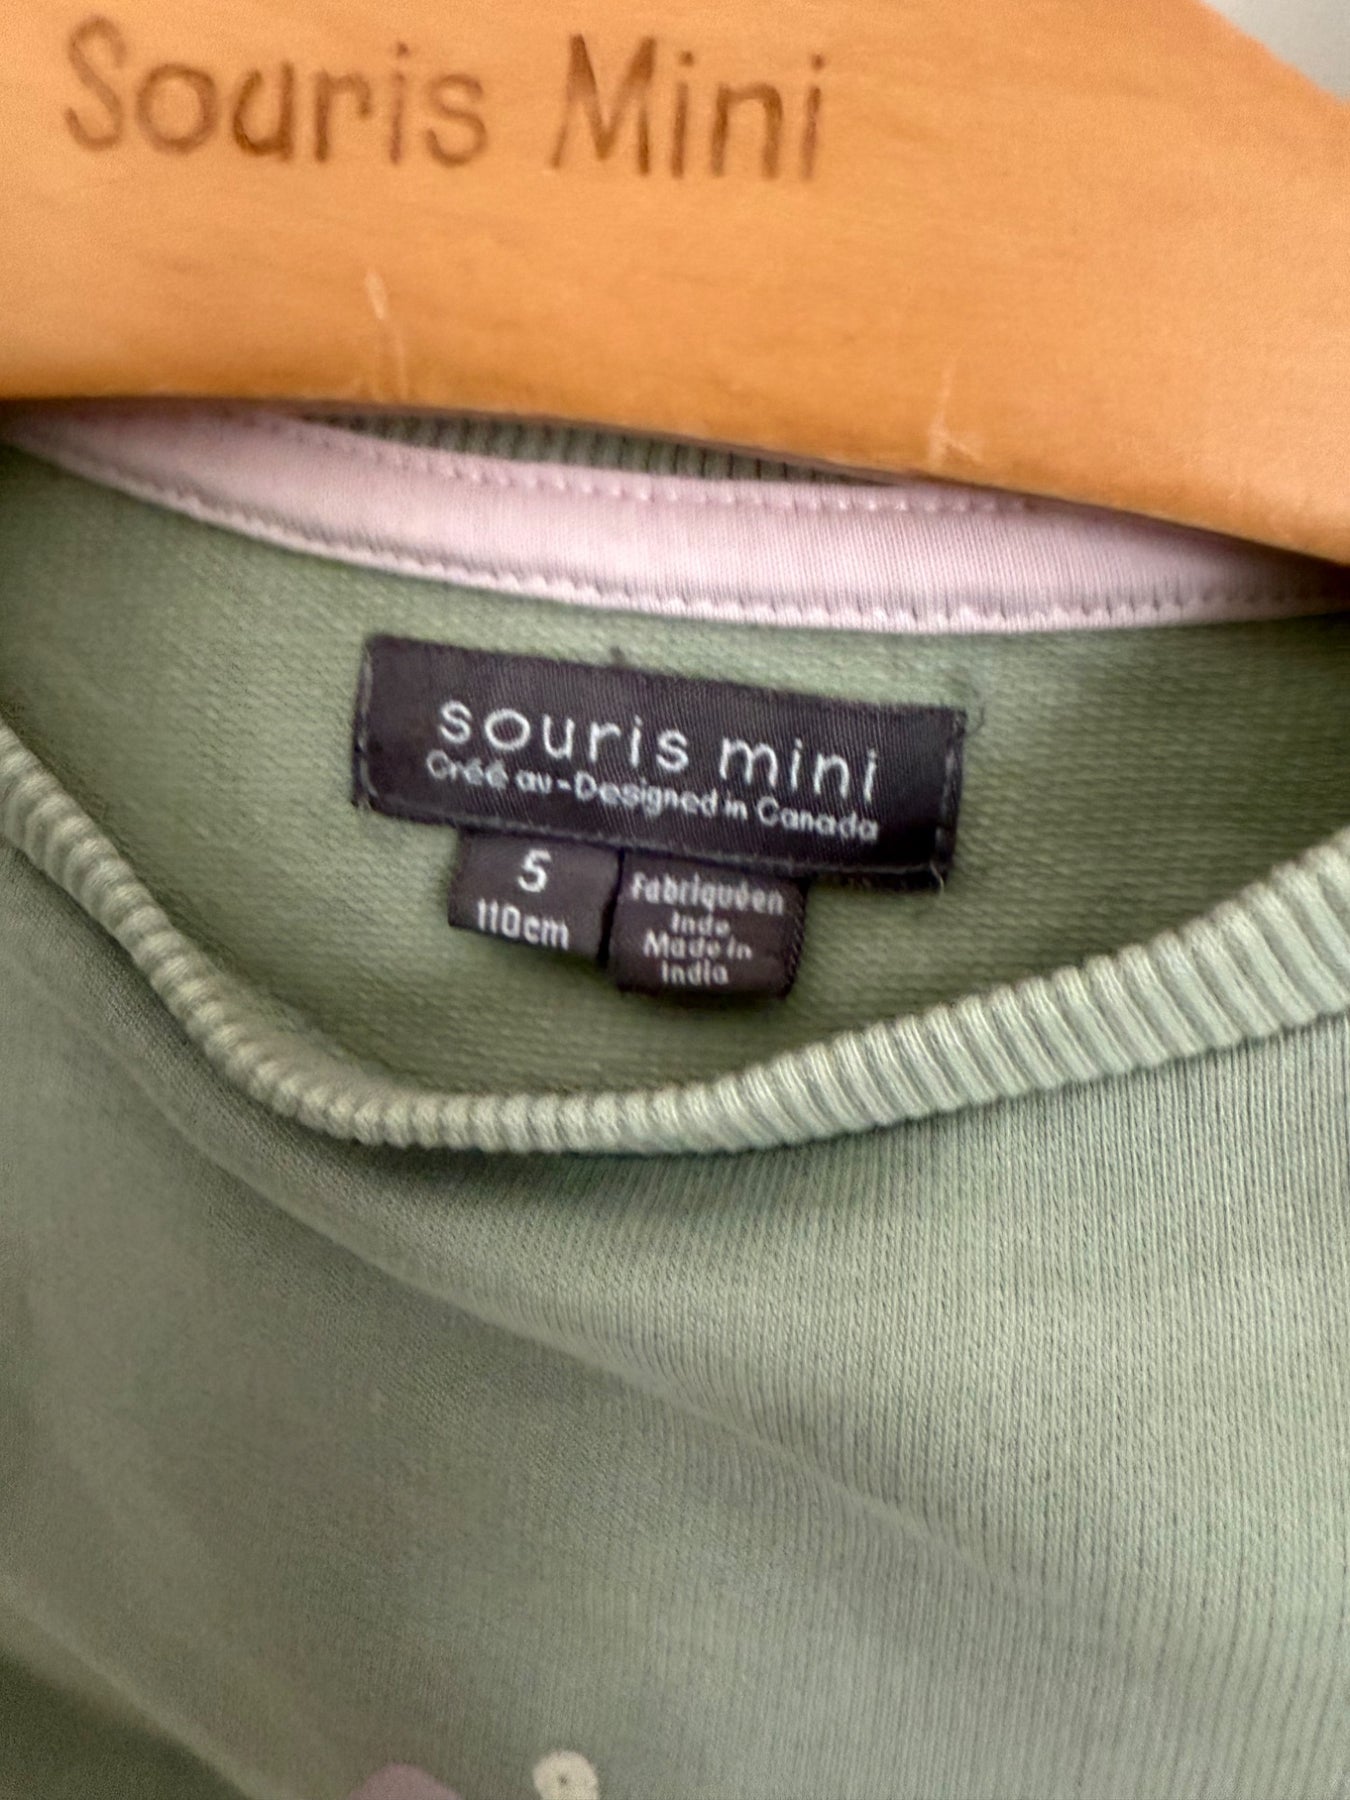 Souris Mini
souris mini
Créé au - Designed in Canada
5
110cm
Fabriqué en
Inde
Made in
India